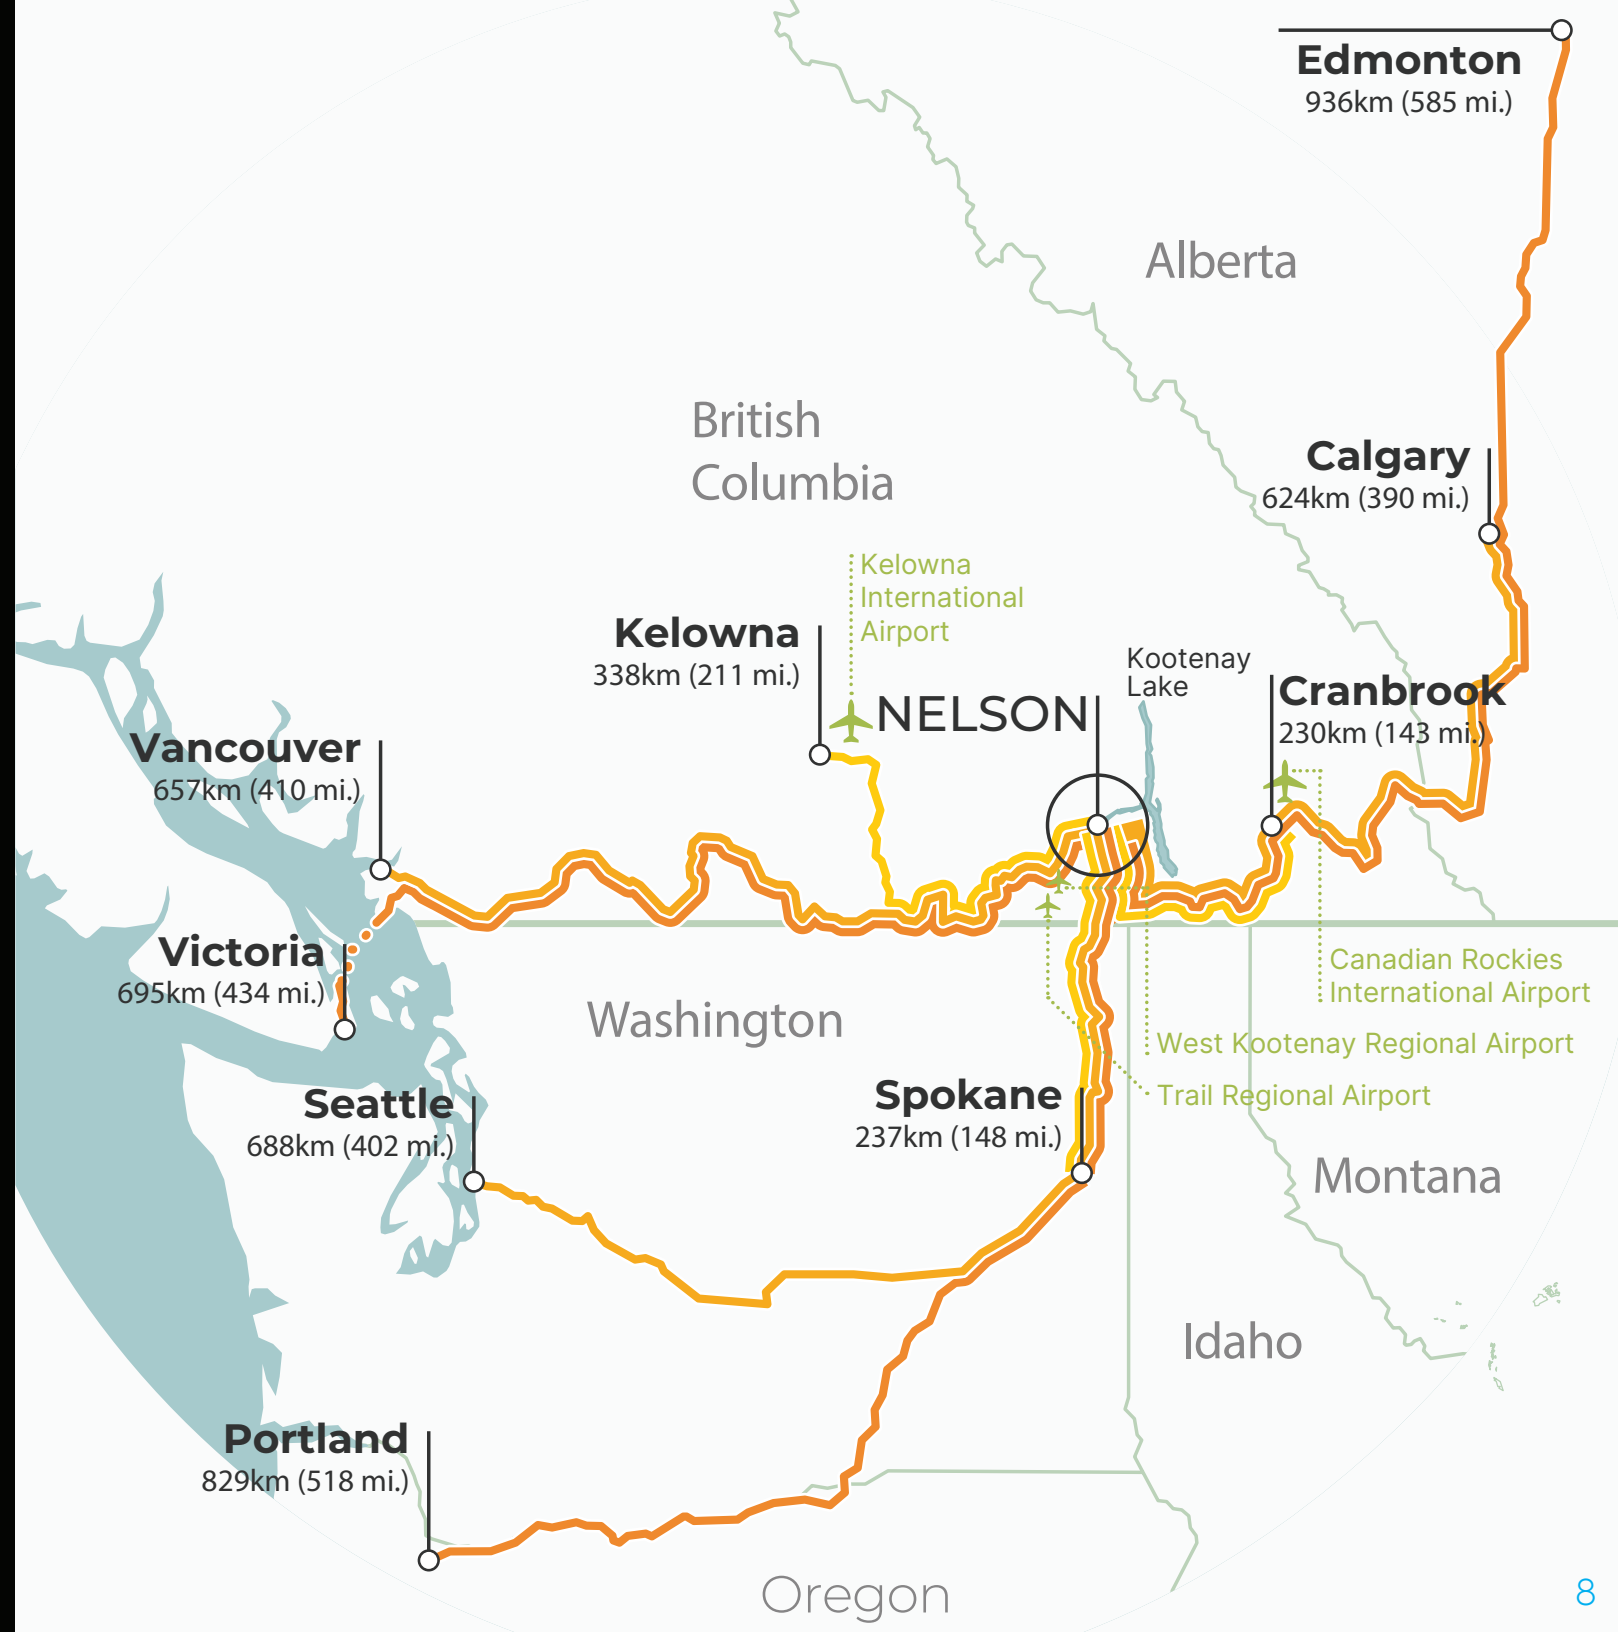 Edmonton
936km (585 mi.)
Alberta
British
Columbia
Calgary
624km (390 mi.)
Kelowna
International
Airport
Kelowna
338km (211 mi.)
Kootenay
Lake
NELSON
Cranbrook
230km (143 mi.)
Vancouver
657km (410 mi.)
Victoria
695km (434 mi.)
Canadian Rockies
International Airport
Washington
West Kootenay Regional Airport
Trail Regional Airport
Seattle
688km (402 mi.)
Spokane
237km (148 mi.)
Montana
Idaho
Portland
829km (518 mi.)
Oregon
8